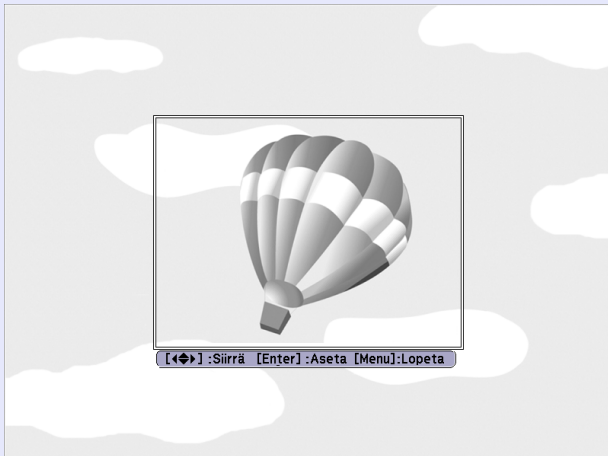 [◀◆▶] :Siirrä [Enter] :Aseta [Menu]:Lopeta